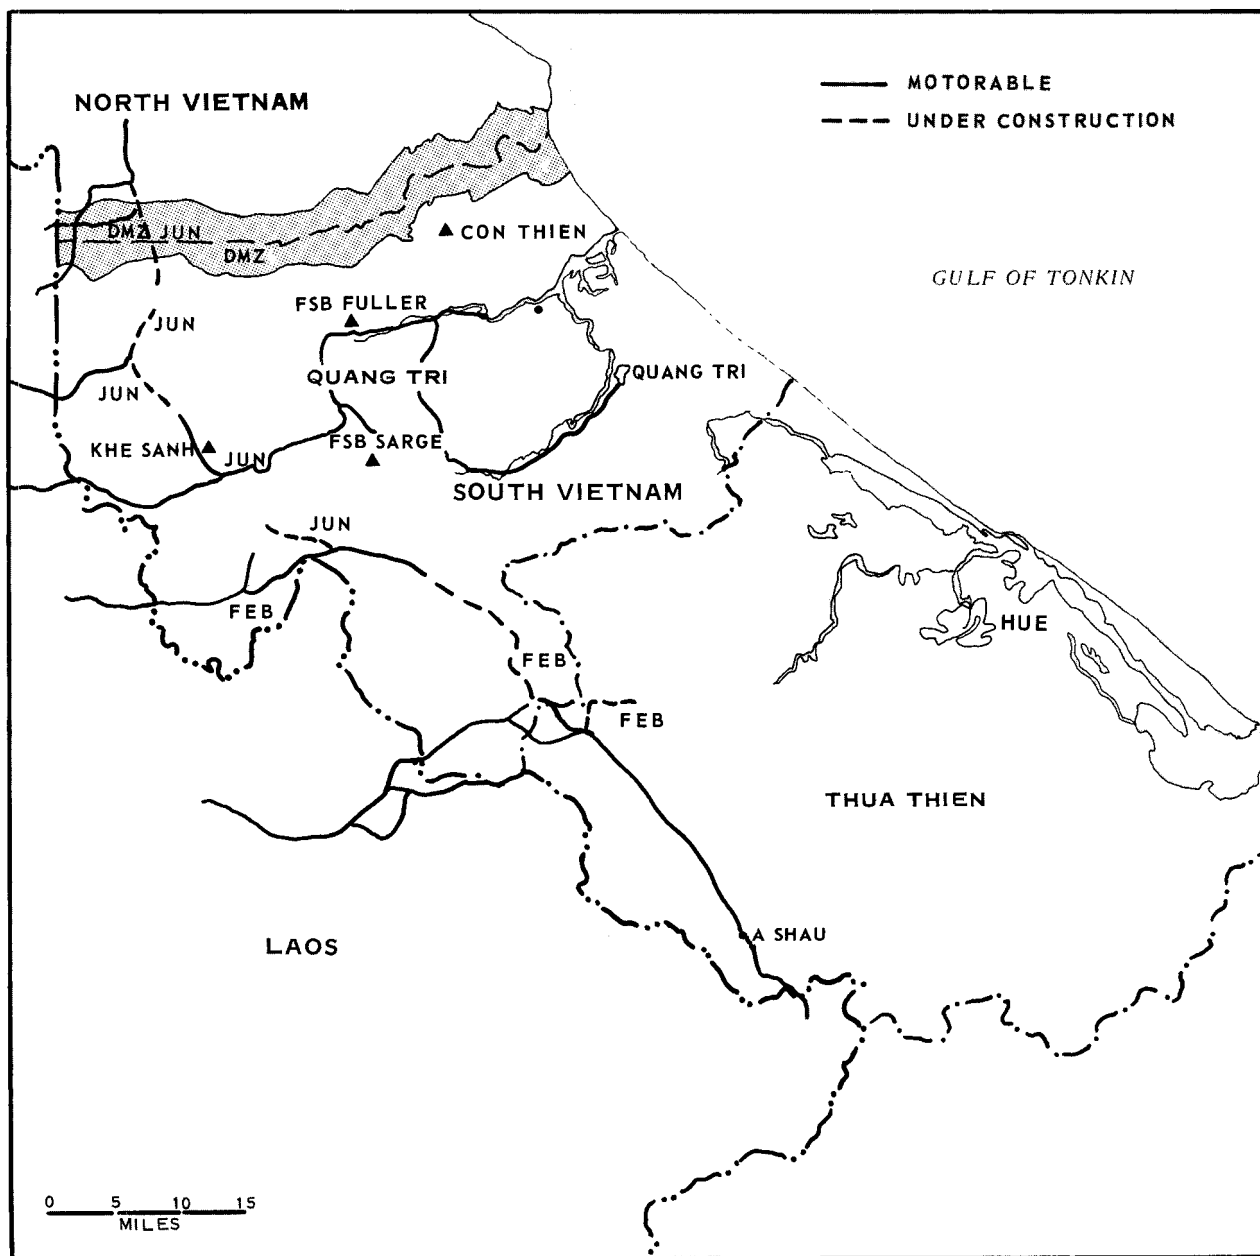 MOTORABLE
NORTH VIETNAM
UNDER CONSTRUCTION
DMZ JUN
CON THIEN
DMZ
GULF OF TONKIN
FSB FULLER
JUN
QUANG TRI
QUANG TRI
JUN
FSB SARGE
KHE SANH
JUN
SOUTH VIETNAM
JUN
FEB
HUE
FEB
FEB
THUA THIEN
A SHAU
LAOS
0 5 10 15
MILES